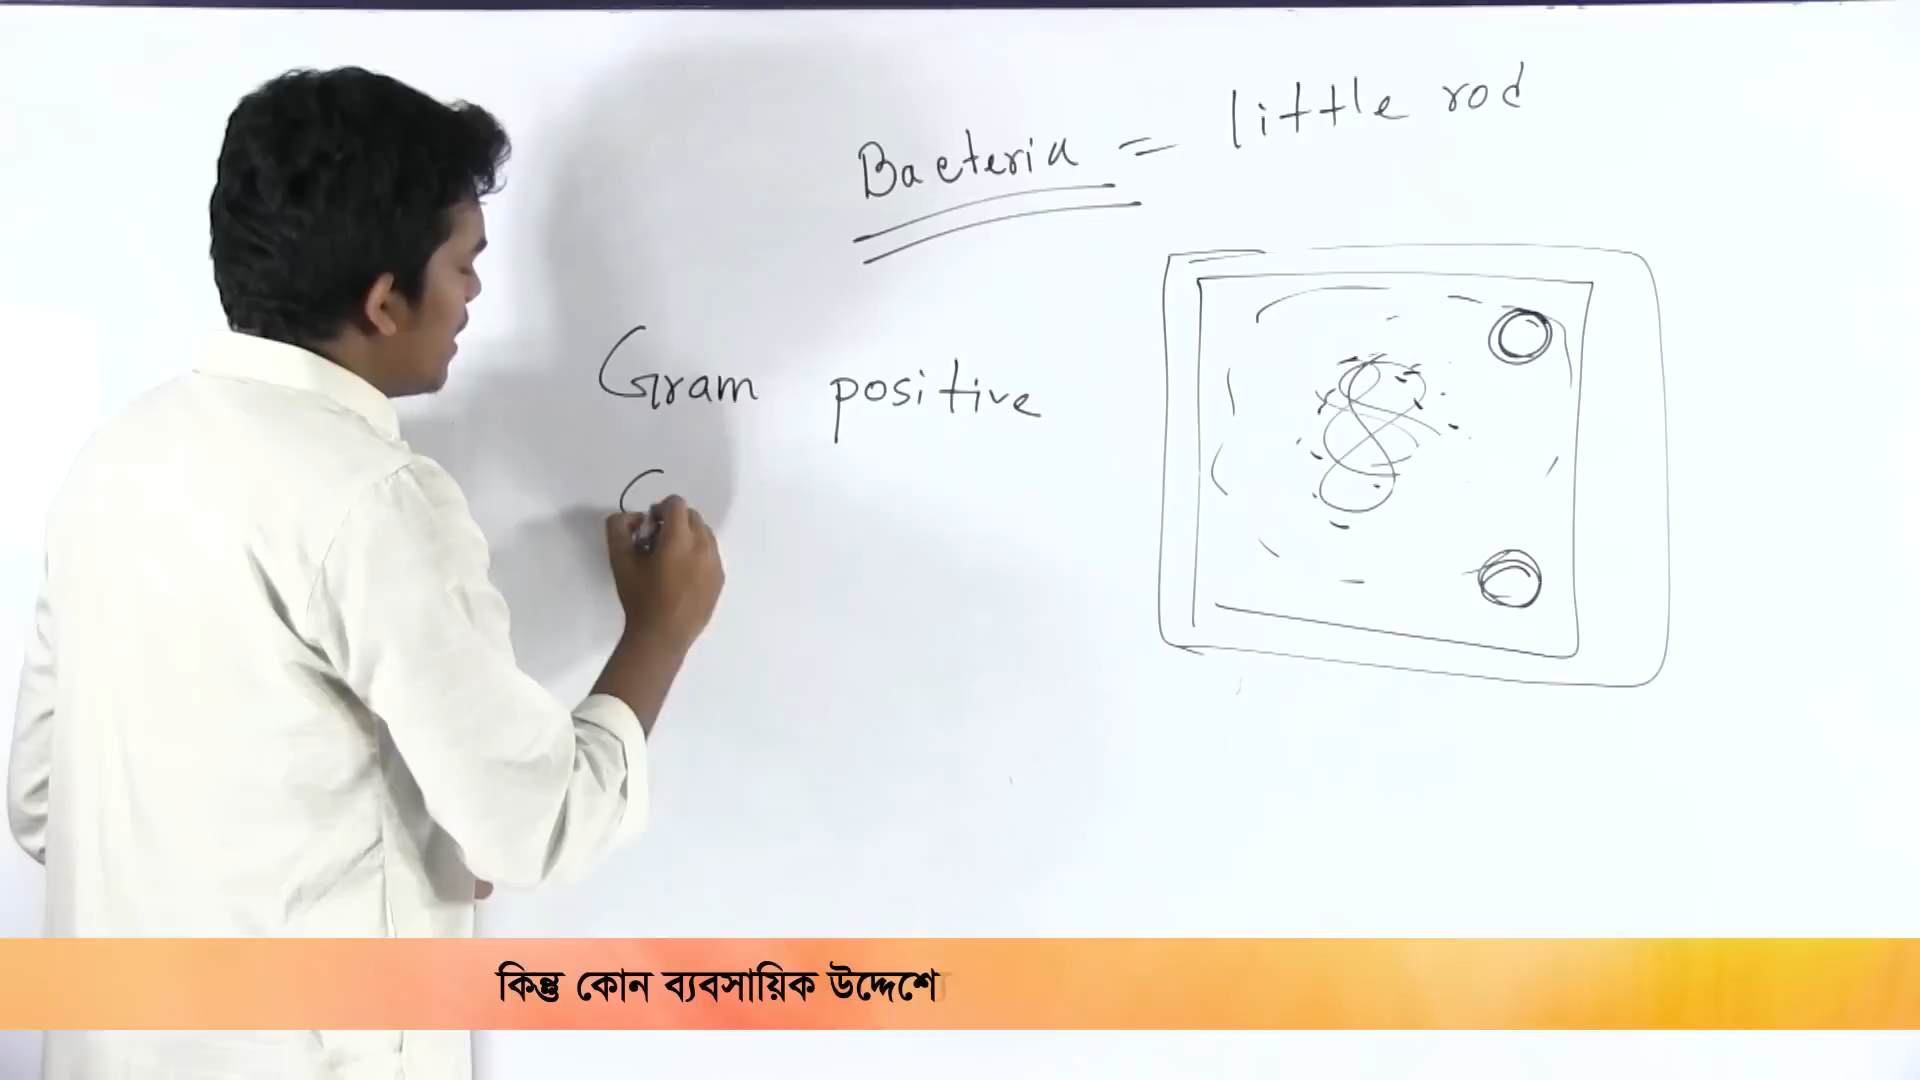 Bacteria = little rod
Gram positive
G
কিন্তু কোন ব্যবসায়িক উদ্দেশ্যে